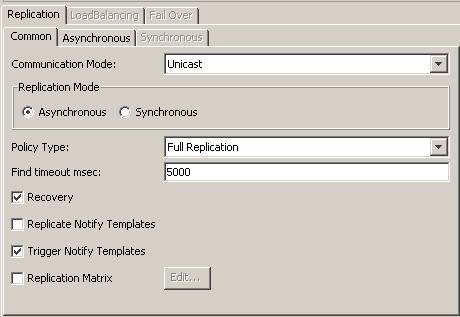 Replication LoadBalancing Fail Over
Common Asynchronous Synchronous
Communication Mode: Unicast
Replication Mode
Asynchronous Synchronous
Policy Type: Full Replication
Find timeout msec: 5000
Recovery
Replicate Notify Templates
Trigger Notify Templates
Replication Matrix Edit...